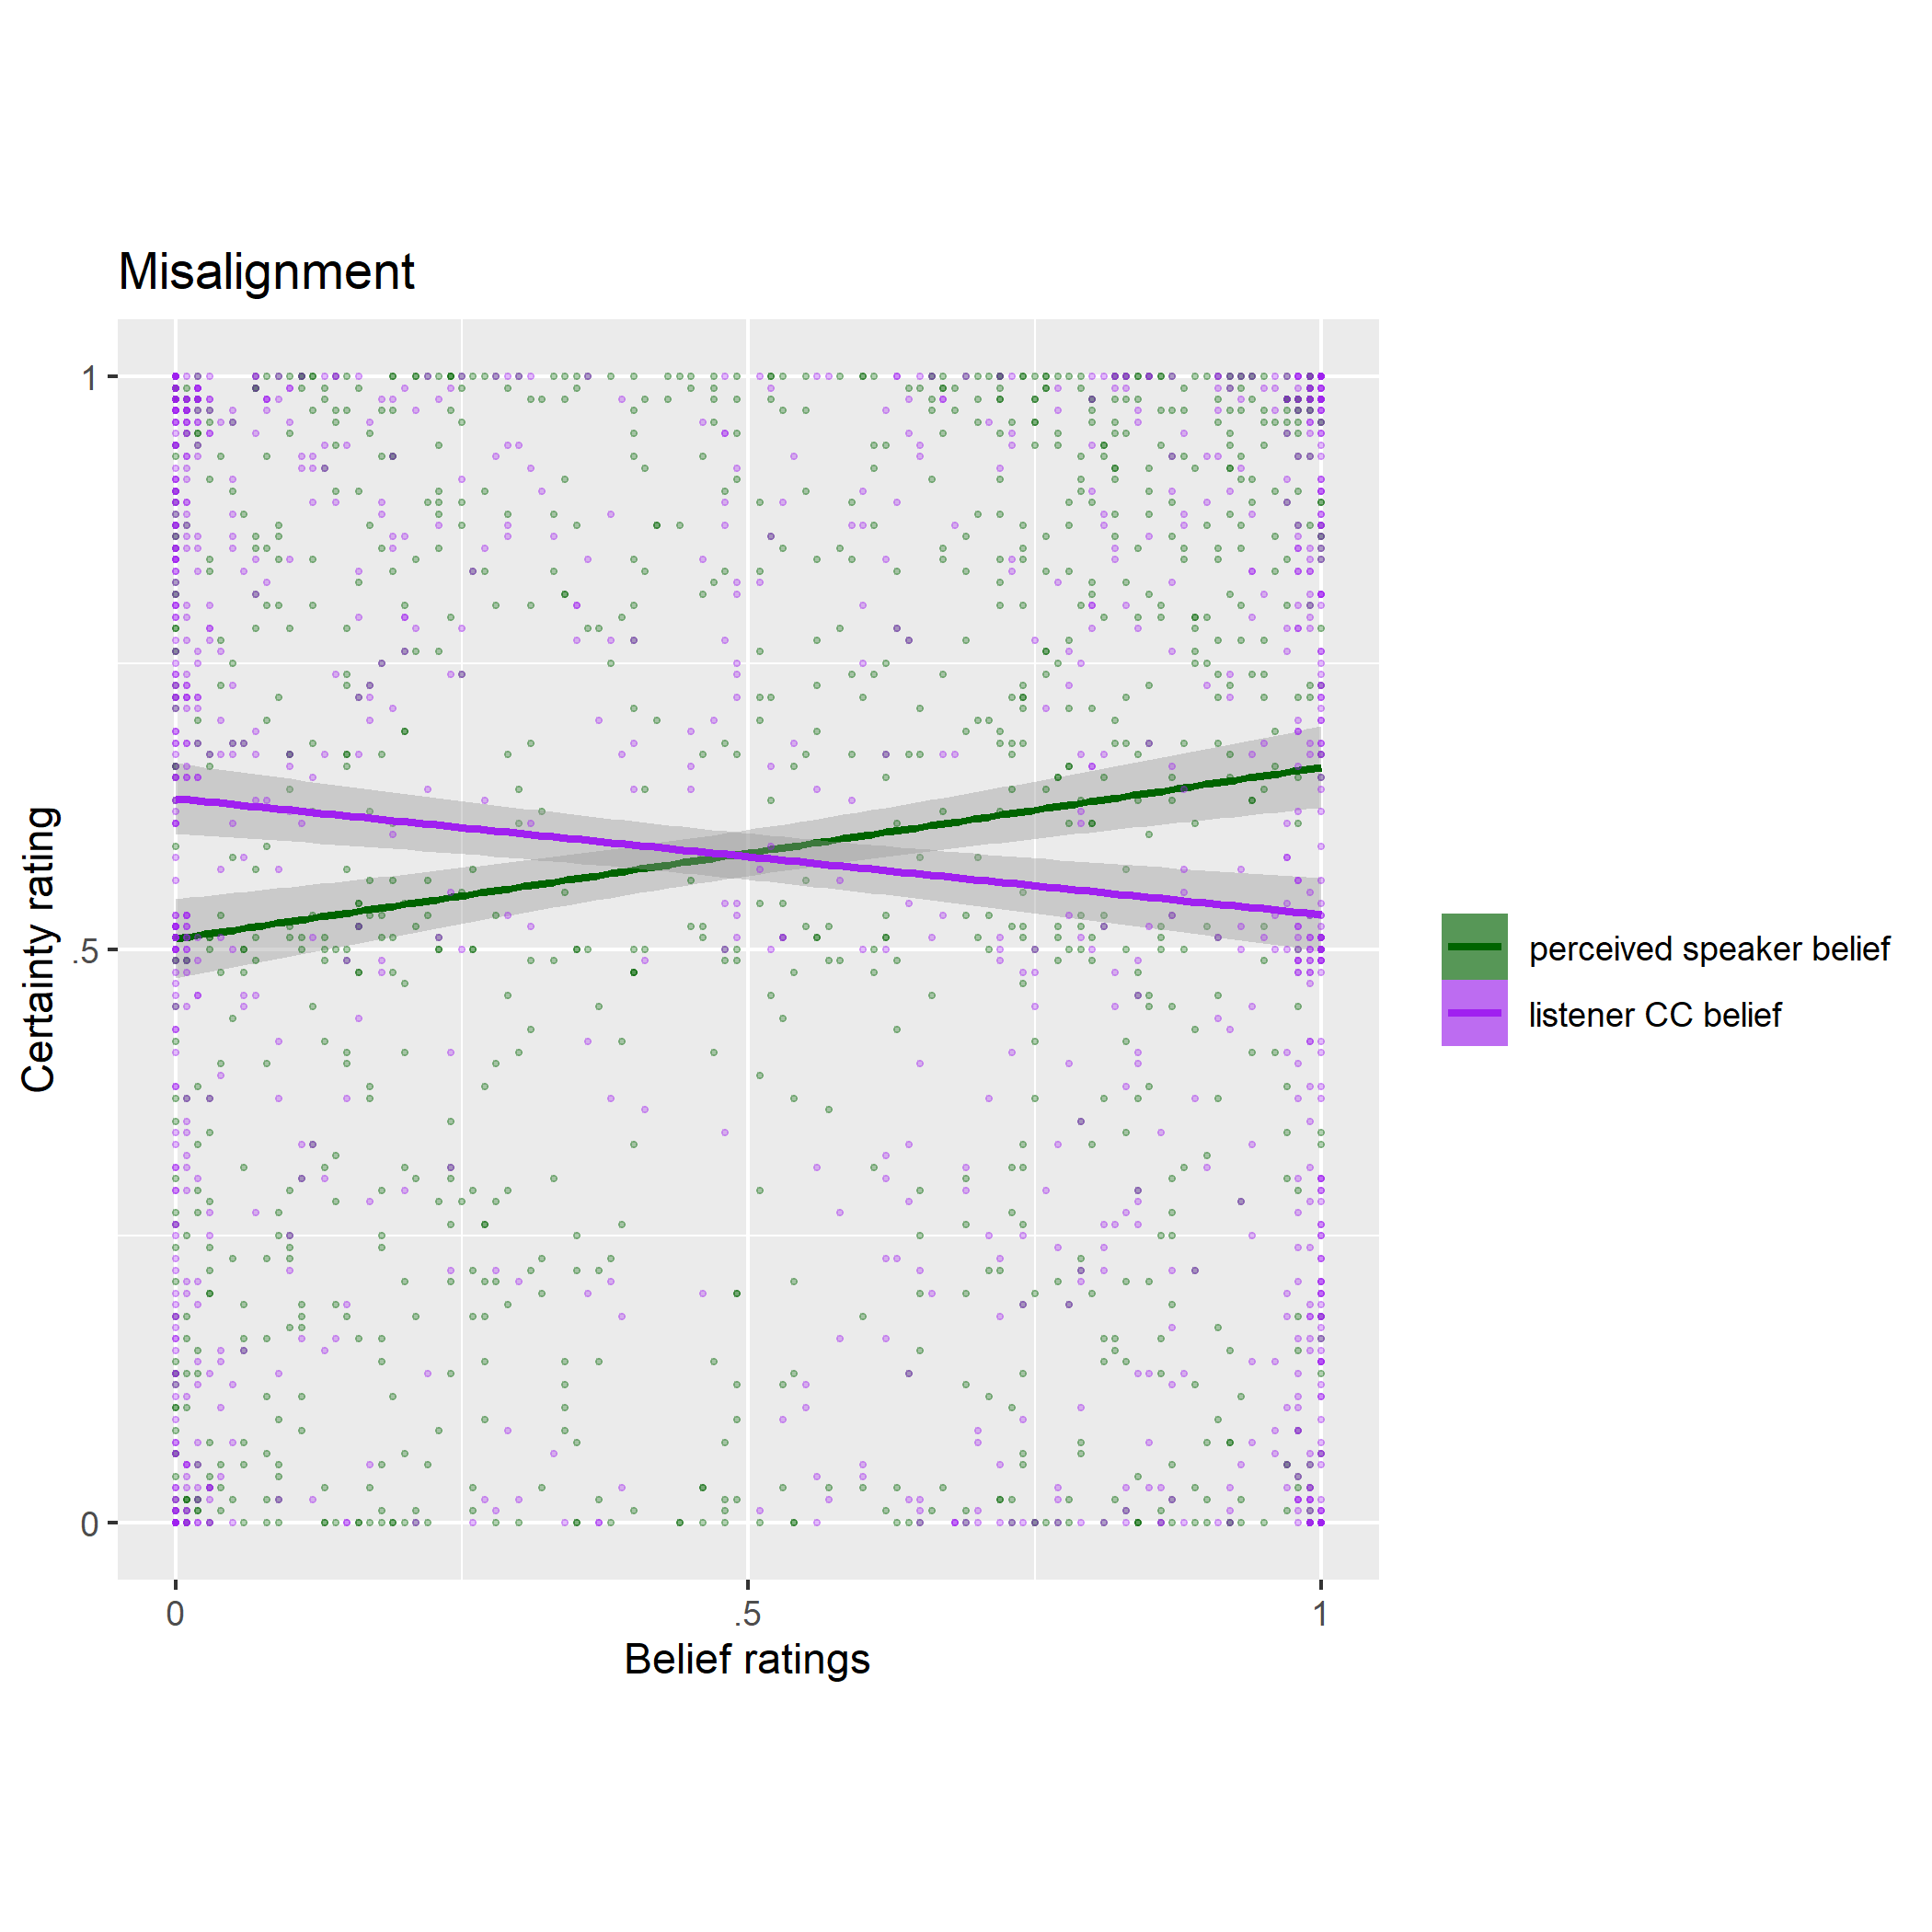 Misalignment
1
.5
0
Certainty rating
0 .5 1
Belief ratings
perceived speaker belief
listener CC belief